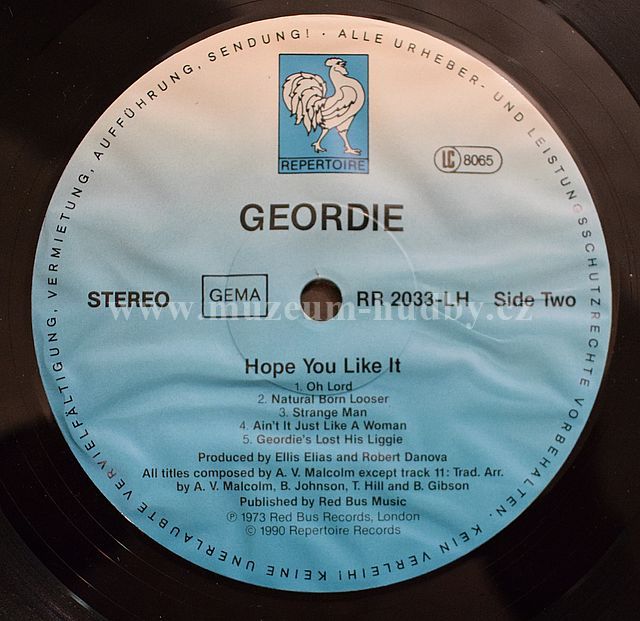 KEINE UNERLAUBTE VERVIELFÄLTIGUNG, VERMIETUNG, AUFFÜHRUNG, SENDUNG! · ALLE URHEBER- UND LEISTUNGSSCHUTZRECHTE VORBEHALTEN. KEIN VERLEIH!
REPERTOIRE
LC 8065
GEORDIE
STEREO GEMA RR 2033-LH Side Two
www.muzeum-hudby.cz
Hope You Like It
1. Oh Lord
2. Natural Born Looser
3. Strange Man
4. Ain't It Just Like A Woman
5. Geordie's Lost His Liggie
Produced by Ellis Elias and Robert Danova
All titles composed by A. V. Malcolm except track 11: Trad. Arr.
by A. V. Malcolm, B. Johnson, T. Hill and B. Gibson
Published by Red Bus Music
℗ 1973 Red Bus Records, London
© 1990 Repertoire Records